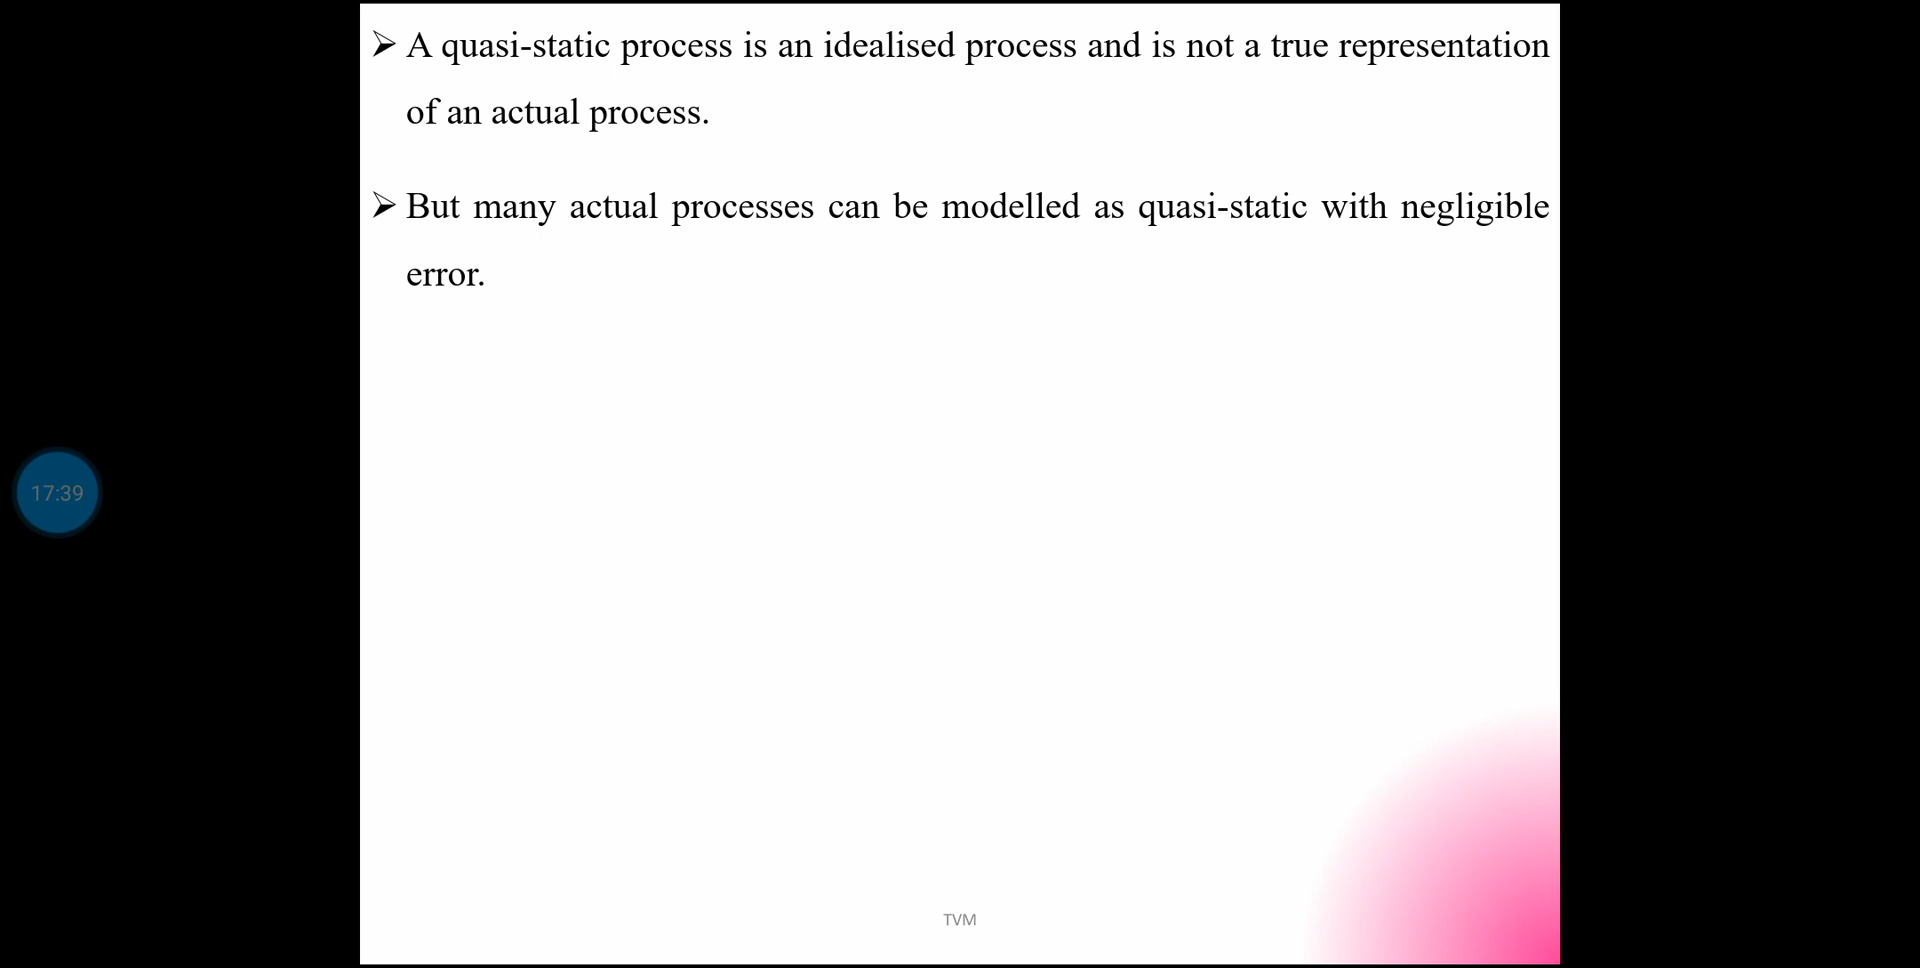 ➢ A quasi-static process is an idealised process and is not a true representation
of an actual process.
➢ But many actual processes can be modelled as quasi-static with negligible
error.
17:39
TVM